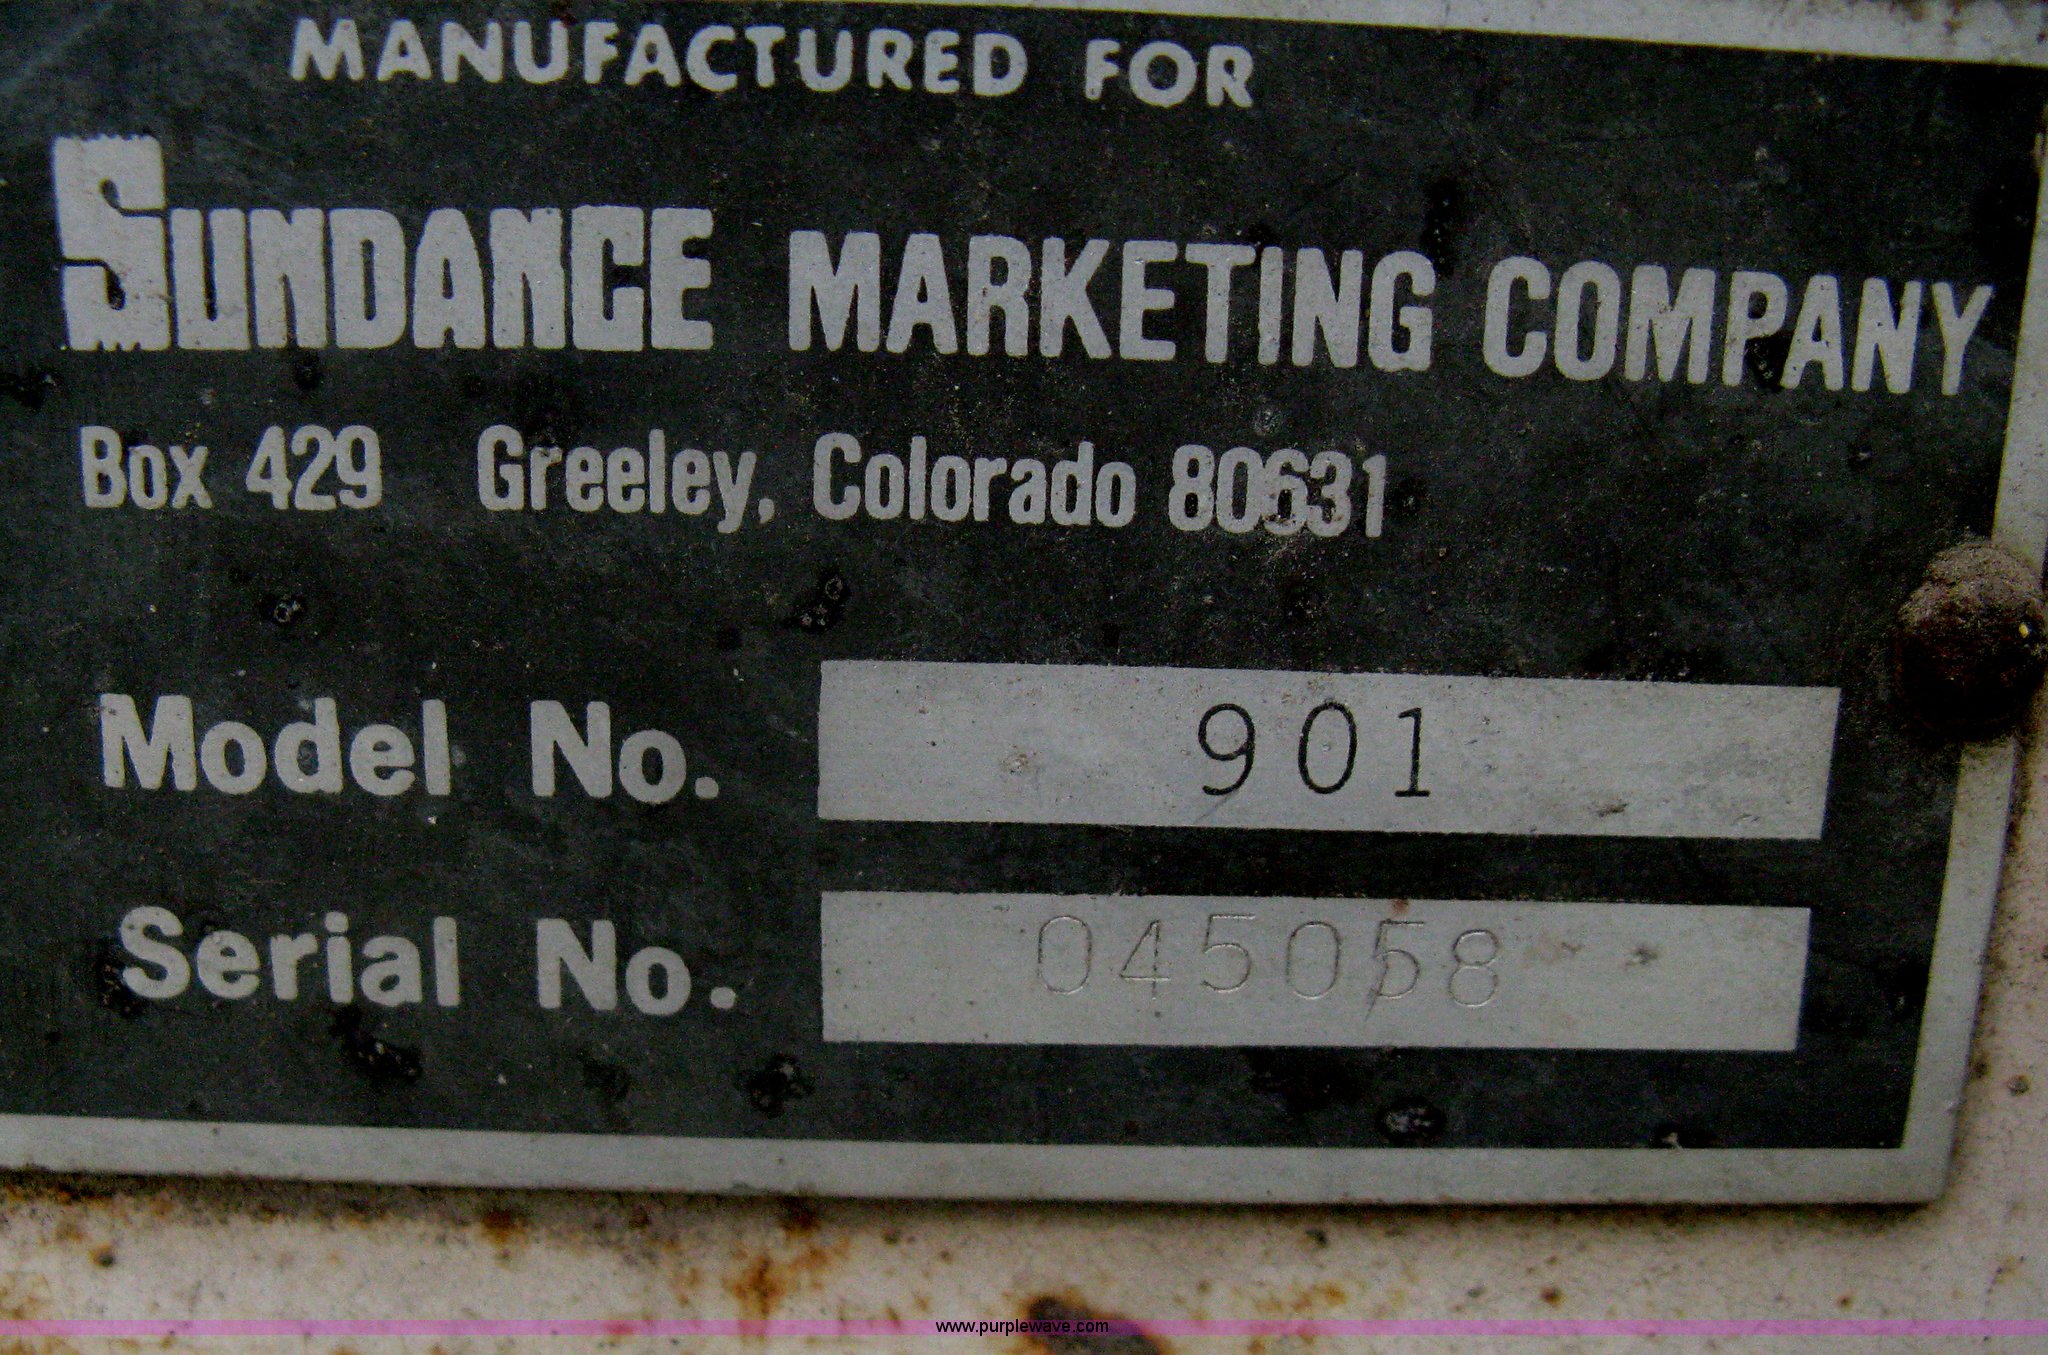 MANUFACTURED FOR
SUNDANCE MARKETING COMPANY
Box 429 Greeley, Colorado 80631
Model No. 901
Serial No. 045058
www.purplewave.com